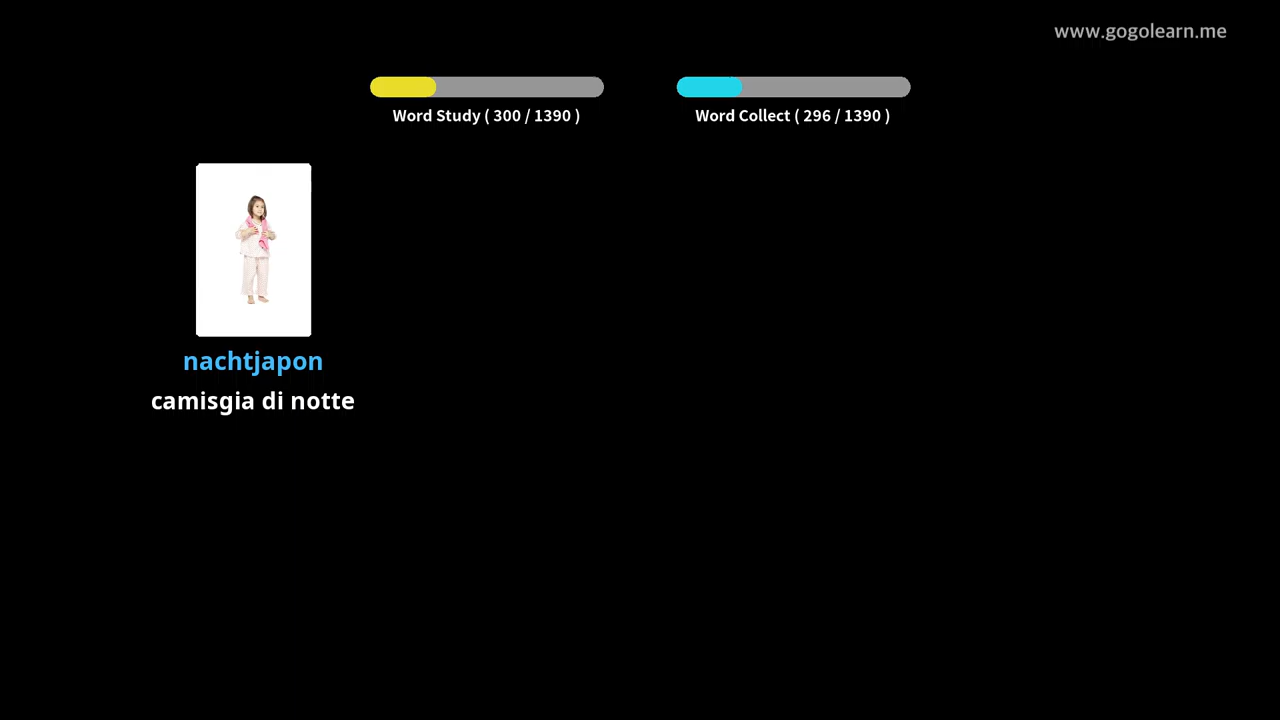 www.gogolearn.me
Word Study ( 300 / 1390 )
Word Collect ( 296 / 1390 )
nachtjapon
camisgia di notte